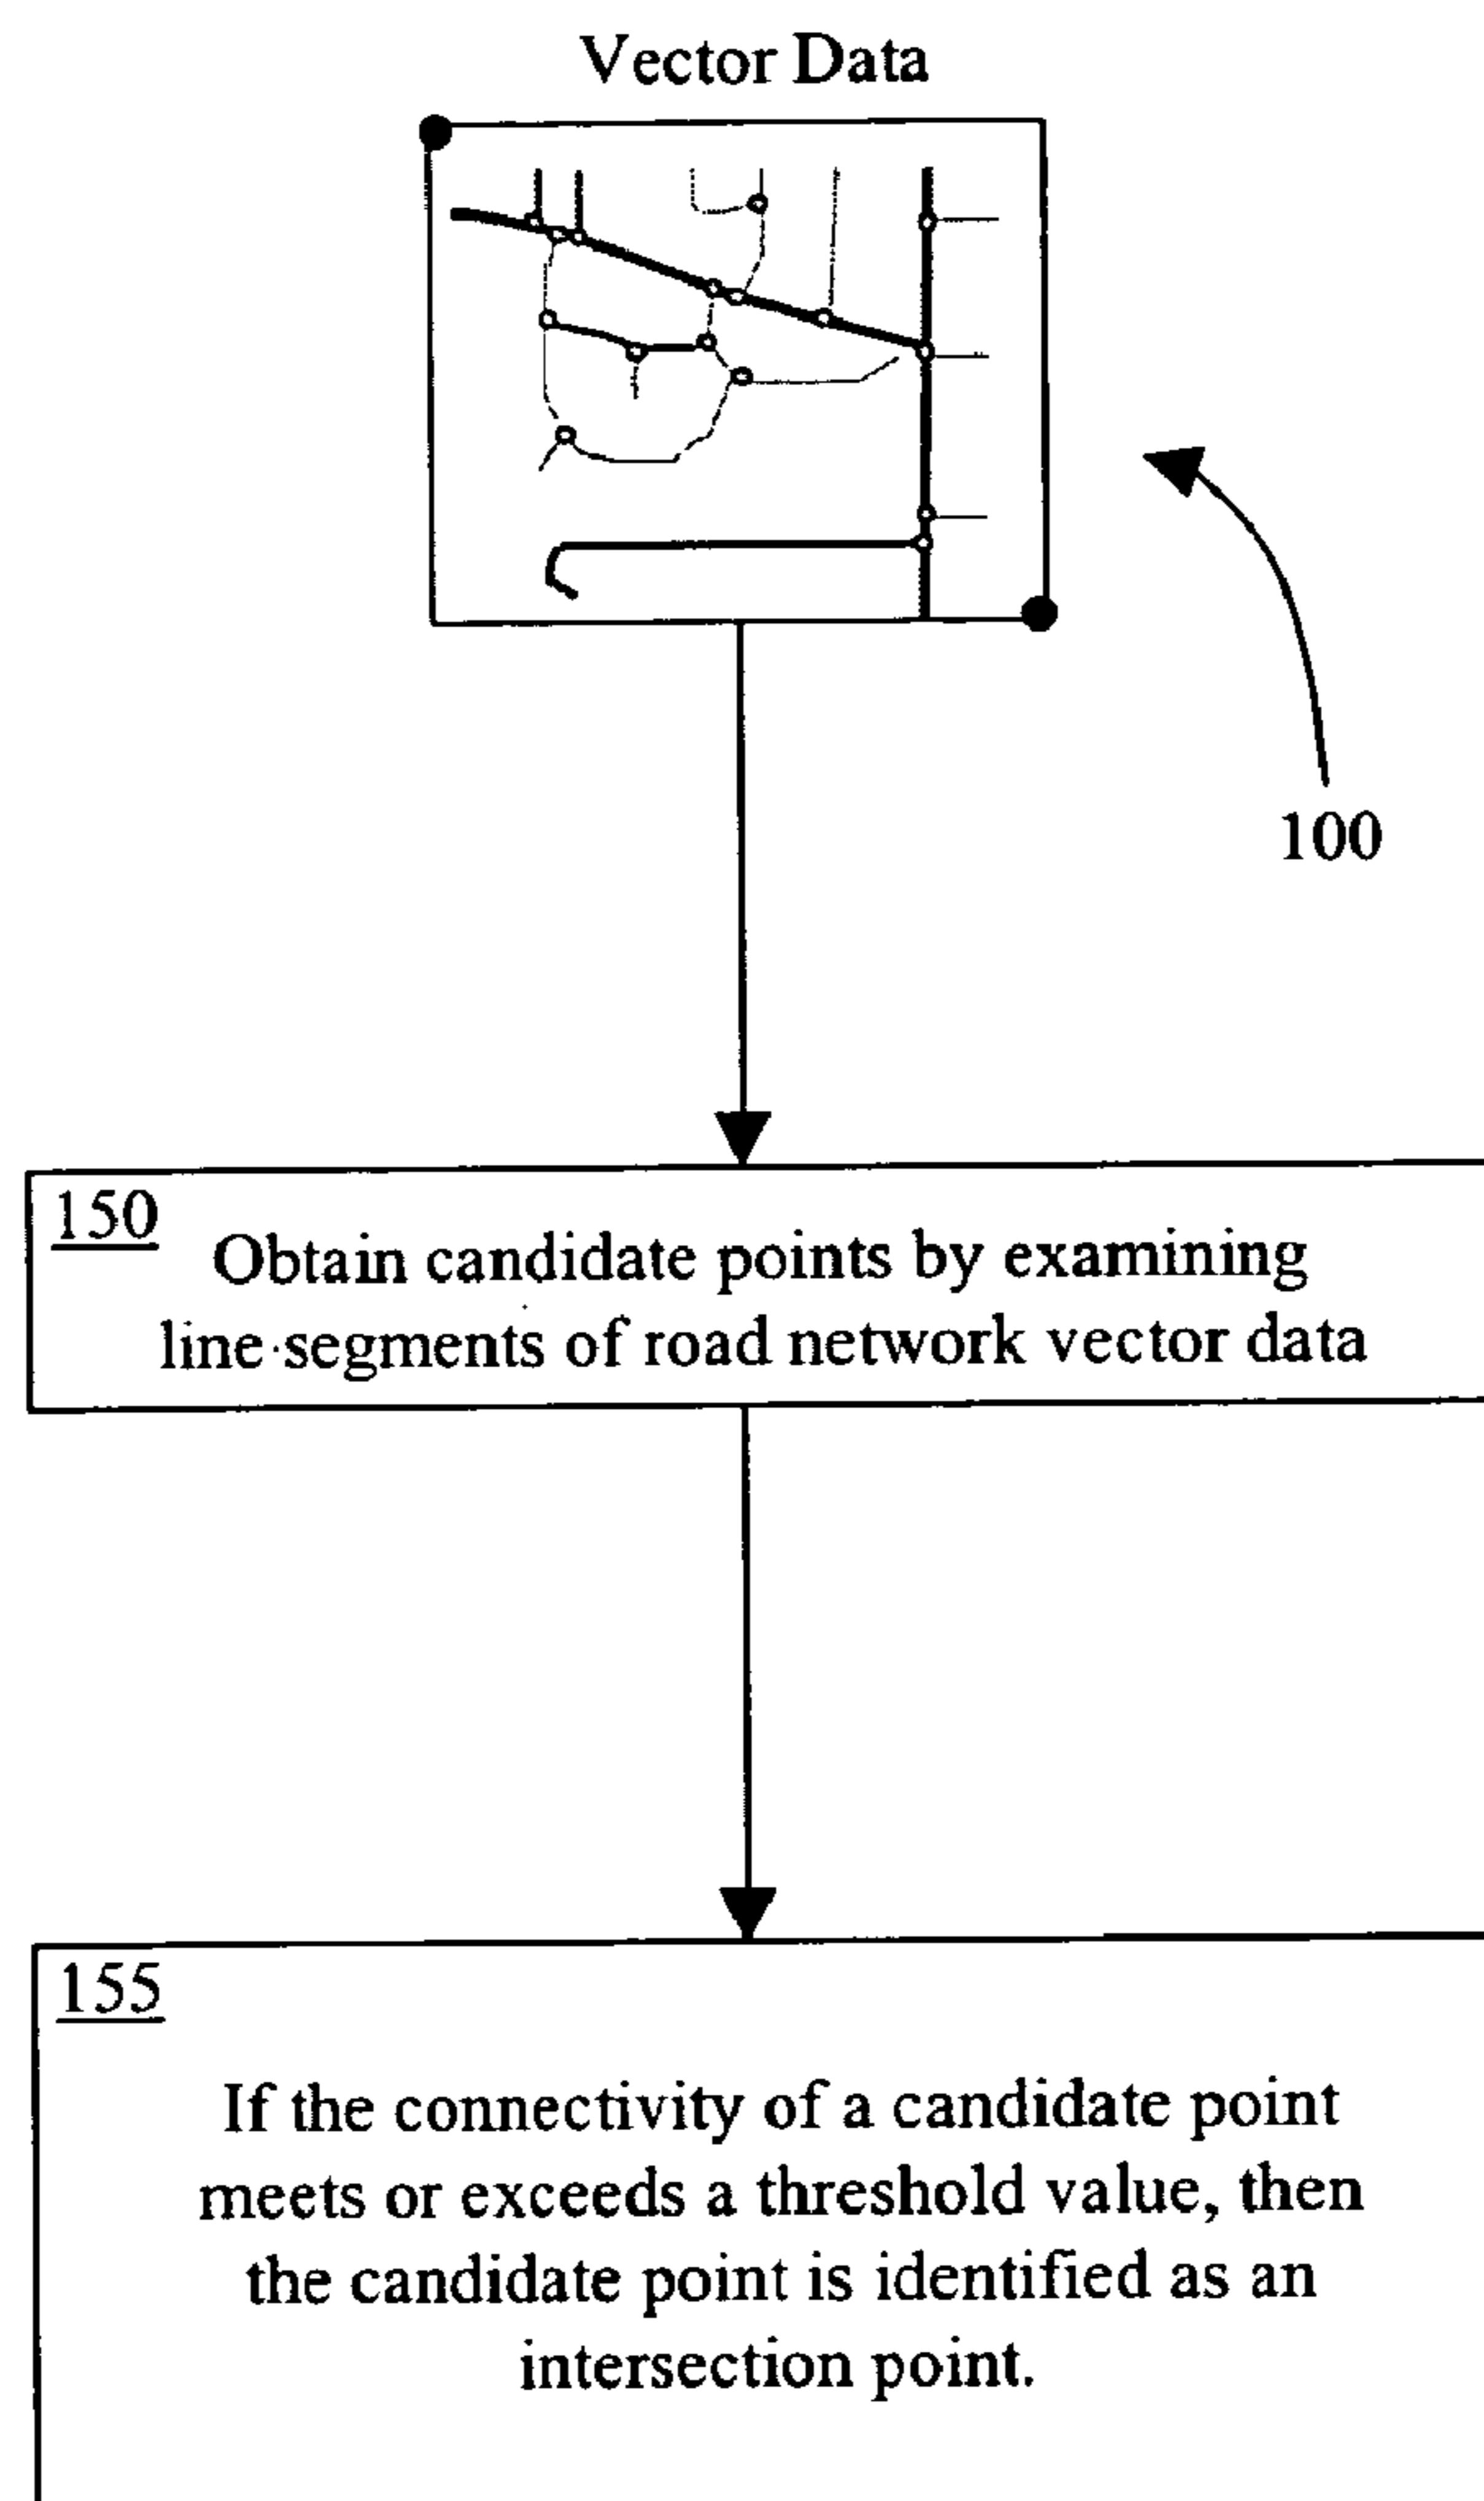 Vector Data
100
150
Obtain candidate points by examining
line segments of road network vector data
155
If the connectivity of a candidate point
meets or exceeds a threshold value, then
the candidate point is identified as an
intersection point.